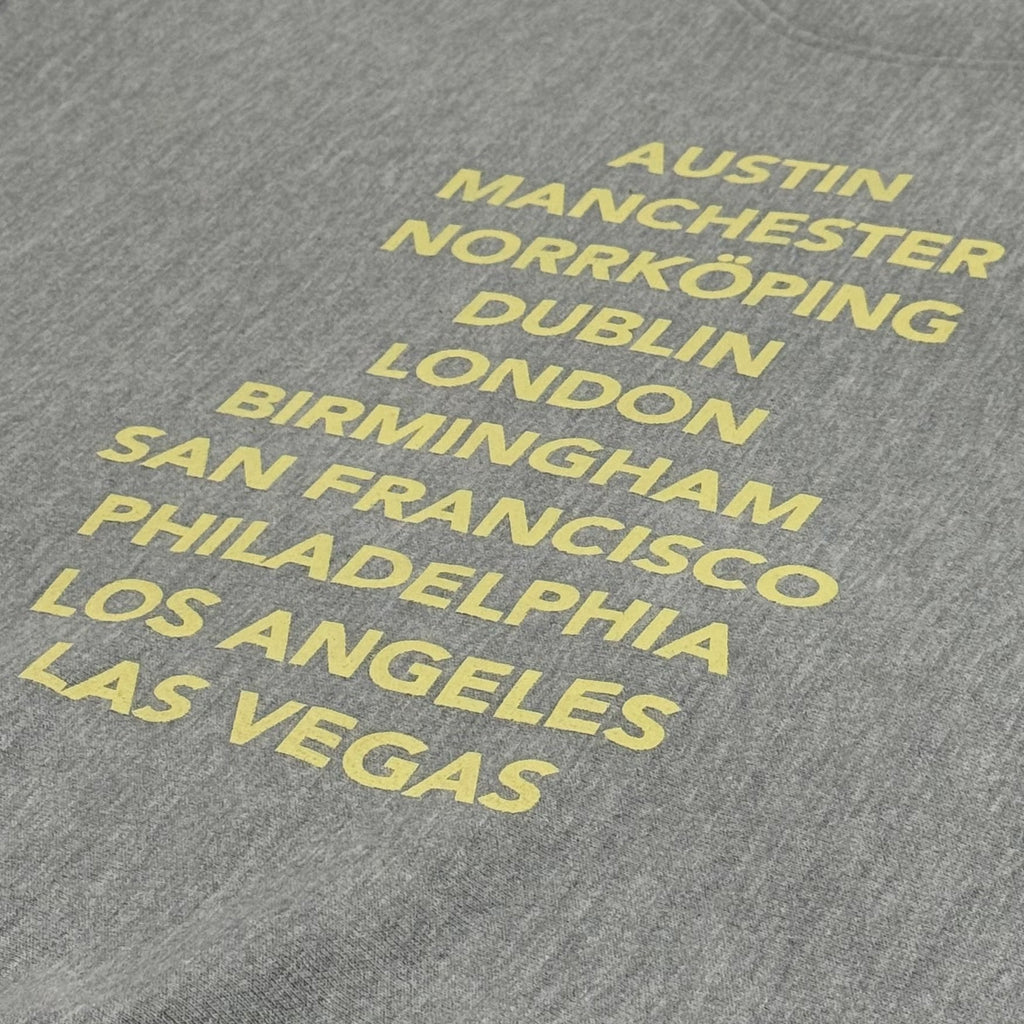 AUSTIN
MANCHESTER
NORRKÖPING
DUBLIN
LONDON
BIRMINGHAM
SAN FRANCISCO
PHILADELPHIA
LOS ANGELES
LAS VEGAS